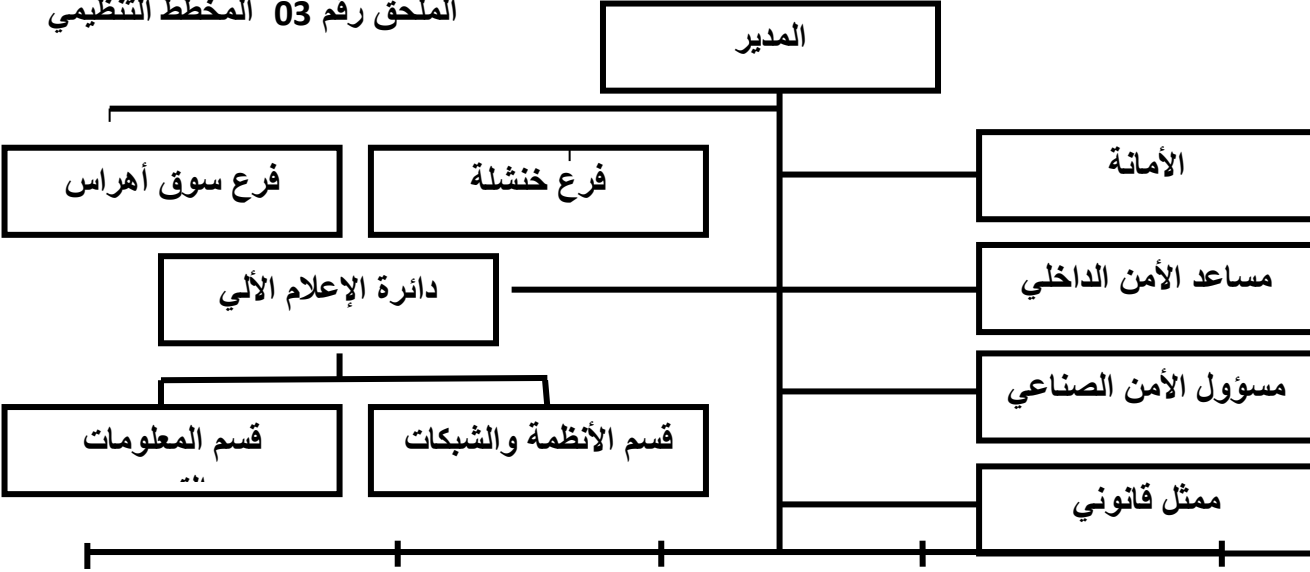 الملحق رقم 03 المخطط التنظيمي
المدير
الأمانة
فرع خنشلة
فرع سوق أهراس
مساعد الأمن الداخلي
دائرة الإعلام الألي
مسؤول الأمن الصناعي
قسم الأنظمة والشبكات
قسم المعلومات
ممثل قانوني